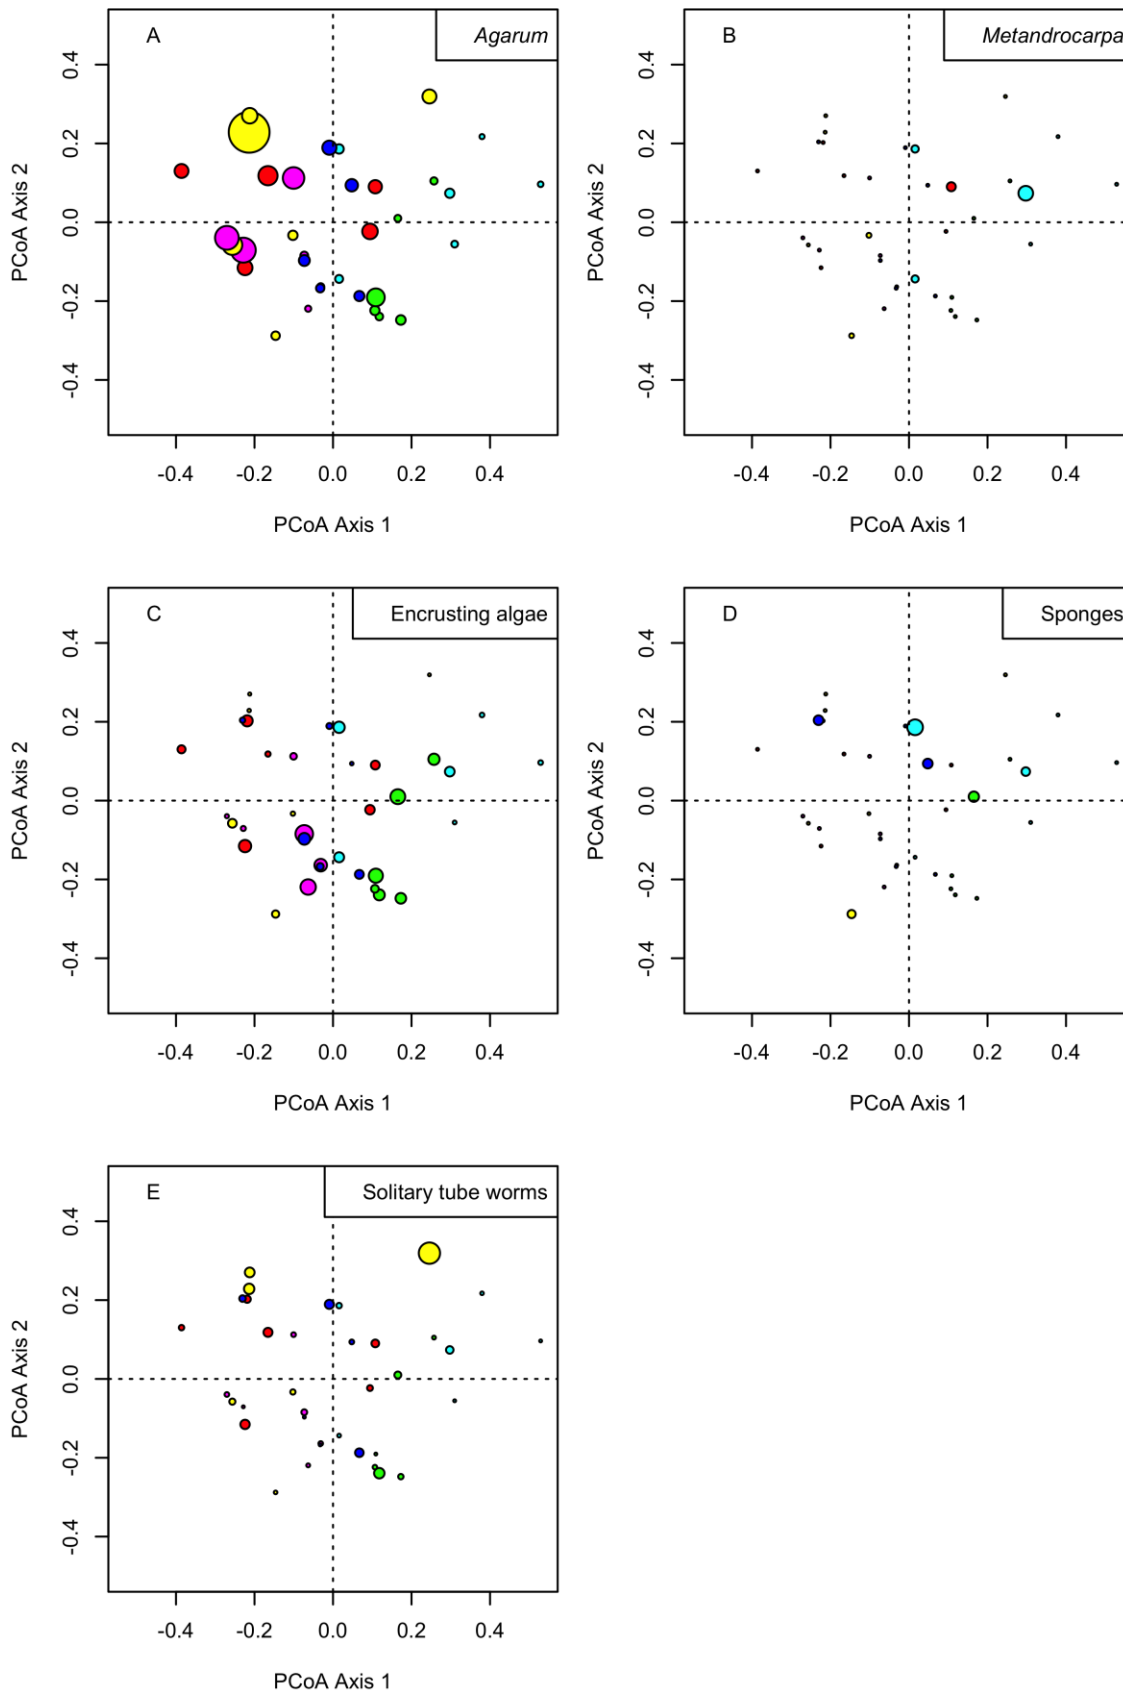 A
Agarum
PCoA Axis 2
0.4
0.2
0.0
-0.2
-0.4
-0.4 -0.2 0.0 0.2 0.4
PCoA Axis 1
B
Metandrocarpa
PCoA Axis 2
0.4
0.2
0.0
-0.2
-0.4
-0.4 -0.2 0.0 0.2 0.4
PCoA Axis 1
C
Encrusting algae
PCoA Axis 2
0.4
0.2
0.0
-0.2
-0.4
-0.4 -0.2 0.0 0.2 0.4
PCoA Axis 1
D
Sponges
PCoA Axis 2
0.4
0.2
0.0
-0.2
-0.4
-0.4 -0.2 0.0 0.2 0.4
PCoA Axis 1
E
Solitary tube worms
PCoA Axis 2
0.4
0.2
0.0
-0.2
-0.4
-0.4 -0.2 0.0 0.2 0.4
PCoA Axis 1